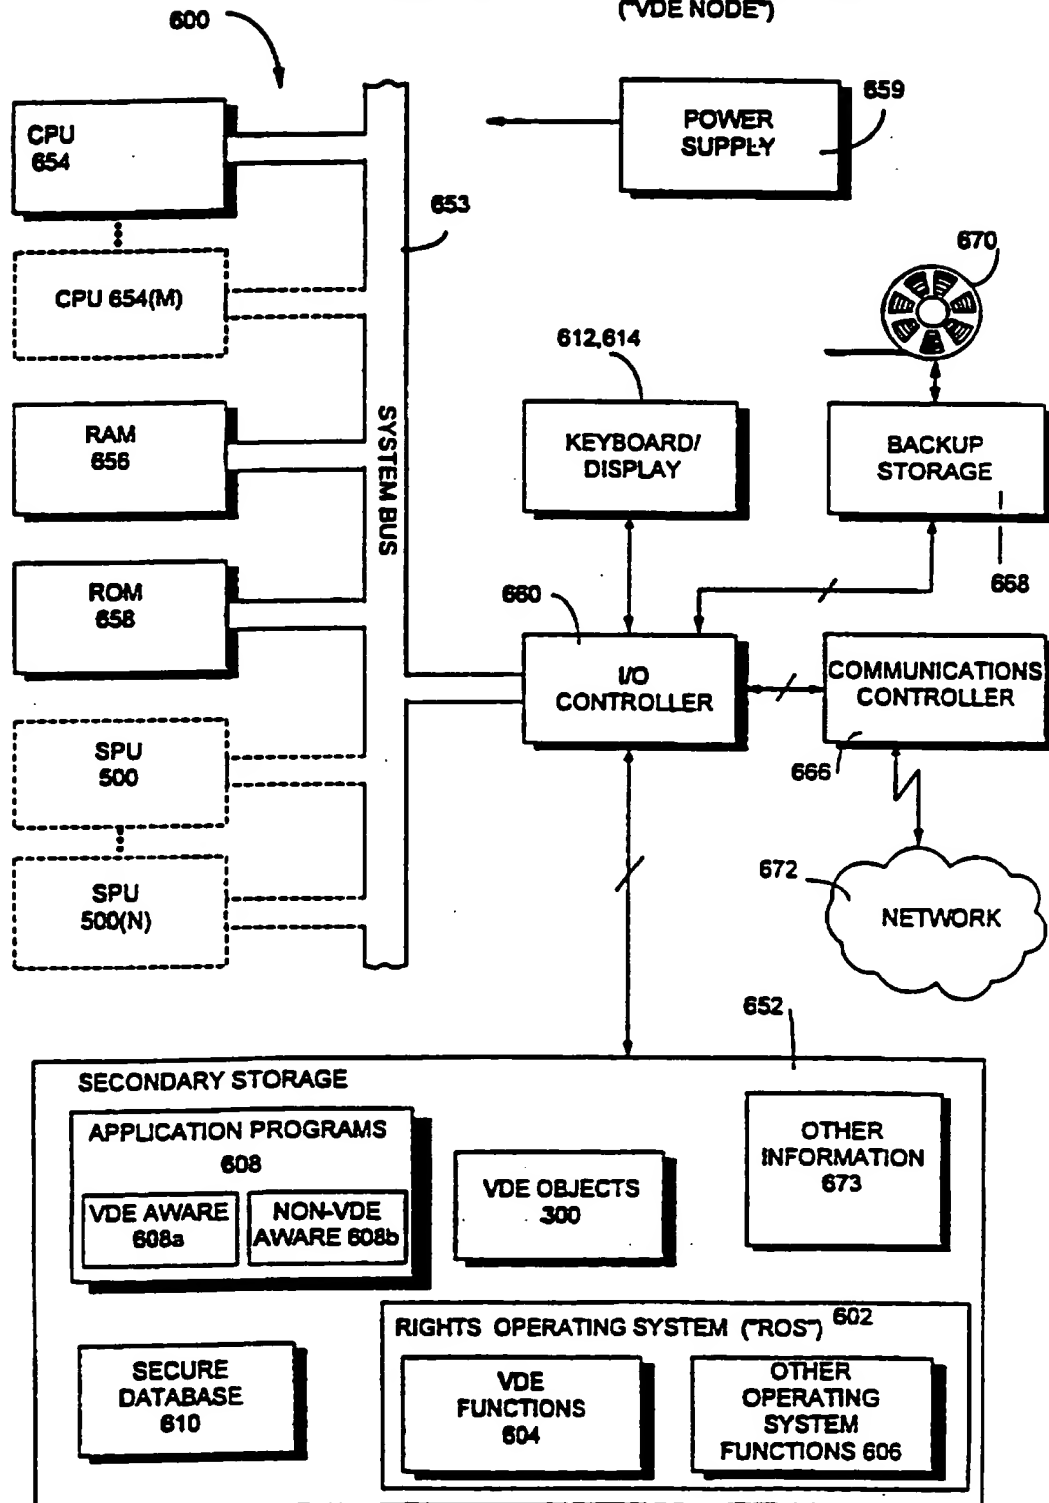 ("VDE NODE")
600
CPU
654
CPU 654(M)
RAM
656
ROM
658
SPU
500
SPU
500(N)
SYSTEM BUS
653
POWER
SUPPLY
659
670
612,614
KEYBOARD/
DISPLAY
BACKUP
STORAGE
668
660
I/O
CONTROLLER
COMMUNICATIONS
CONTROLLER
666
672
NETWORK
652
SECONDARY STORAGE
APPLICATION PROGRAMS
608
VDE AWARE
608a
NON-VDE
AWARE 608b
VDE OBJECTS
300
OTHER
INFORMATION
673
SECURE
DATABASE
610
RIGHTS OPERATING SYSTEM ("ROS") 602
VDE
FUNCTIONS
604
OTHER
OPERATING
SYSTEM
FUNCTIONS 606